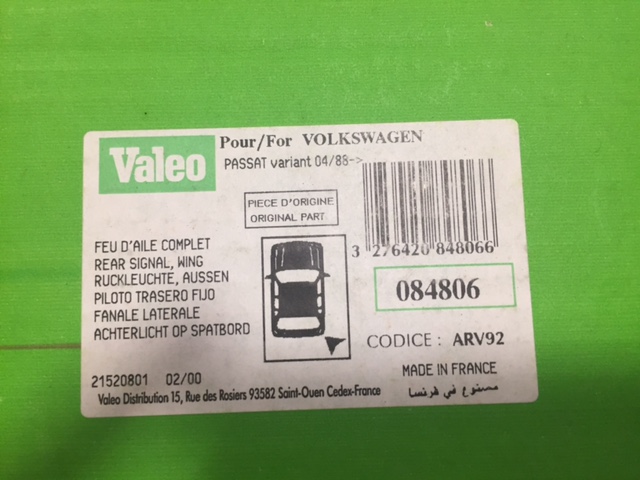 Valeo
Pour/For VOLKSWAGEN
PASSAT variant 04/88->
PIECE D'ORIGINE
ORIGINAL PART
3 276420 848066
FEU D'AILE COMPLET
REAR SIGNAL, WING
RUCKLEUCHTE, AUSSEN
PILOTO TRASERO FIJO
FANALE LATERALE
ACHTERLICHT OP SPATBORD
084806
CODICE : ARV92
MADE IN FRANCE
مصنوع في فرنسا
21520801 02/00
Valeo Distribution 15, Rue des Rosiers 93582 Saint-Ouen Cedex-France